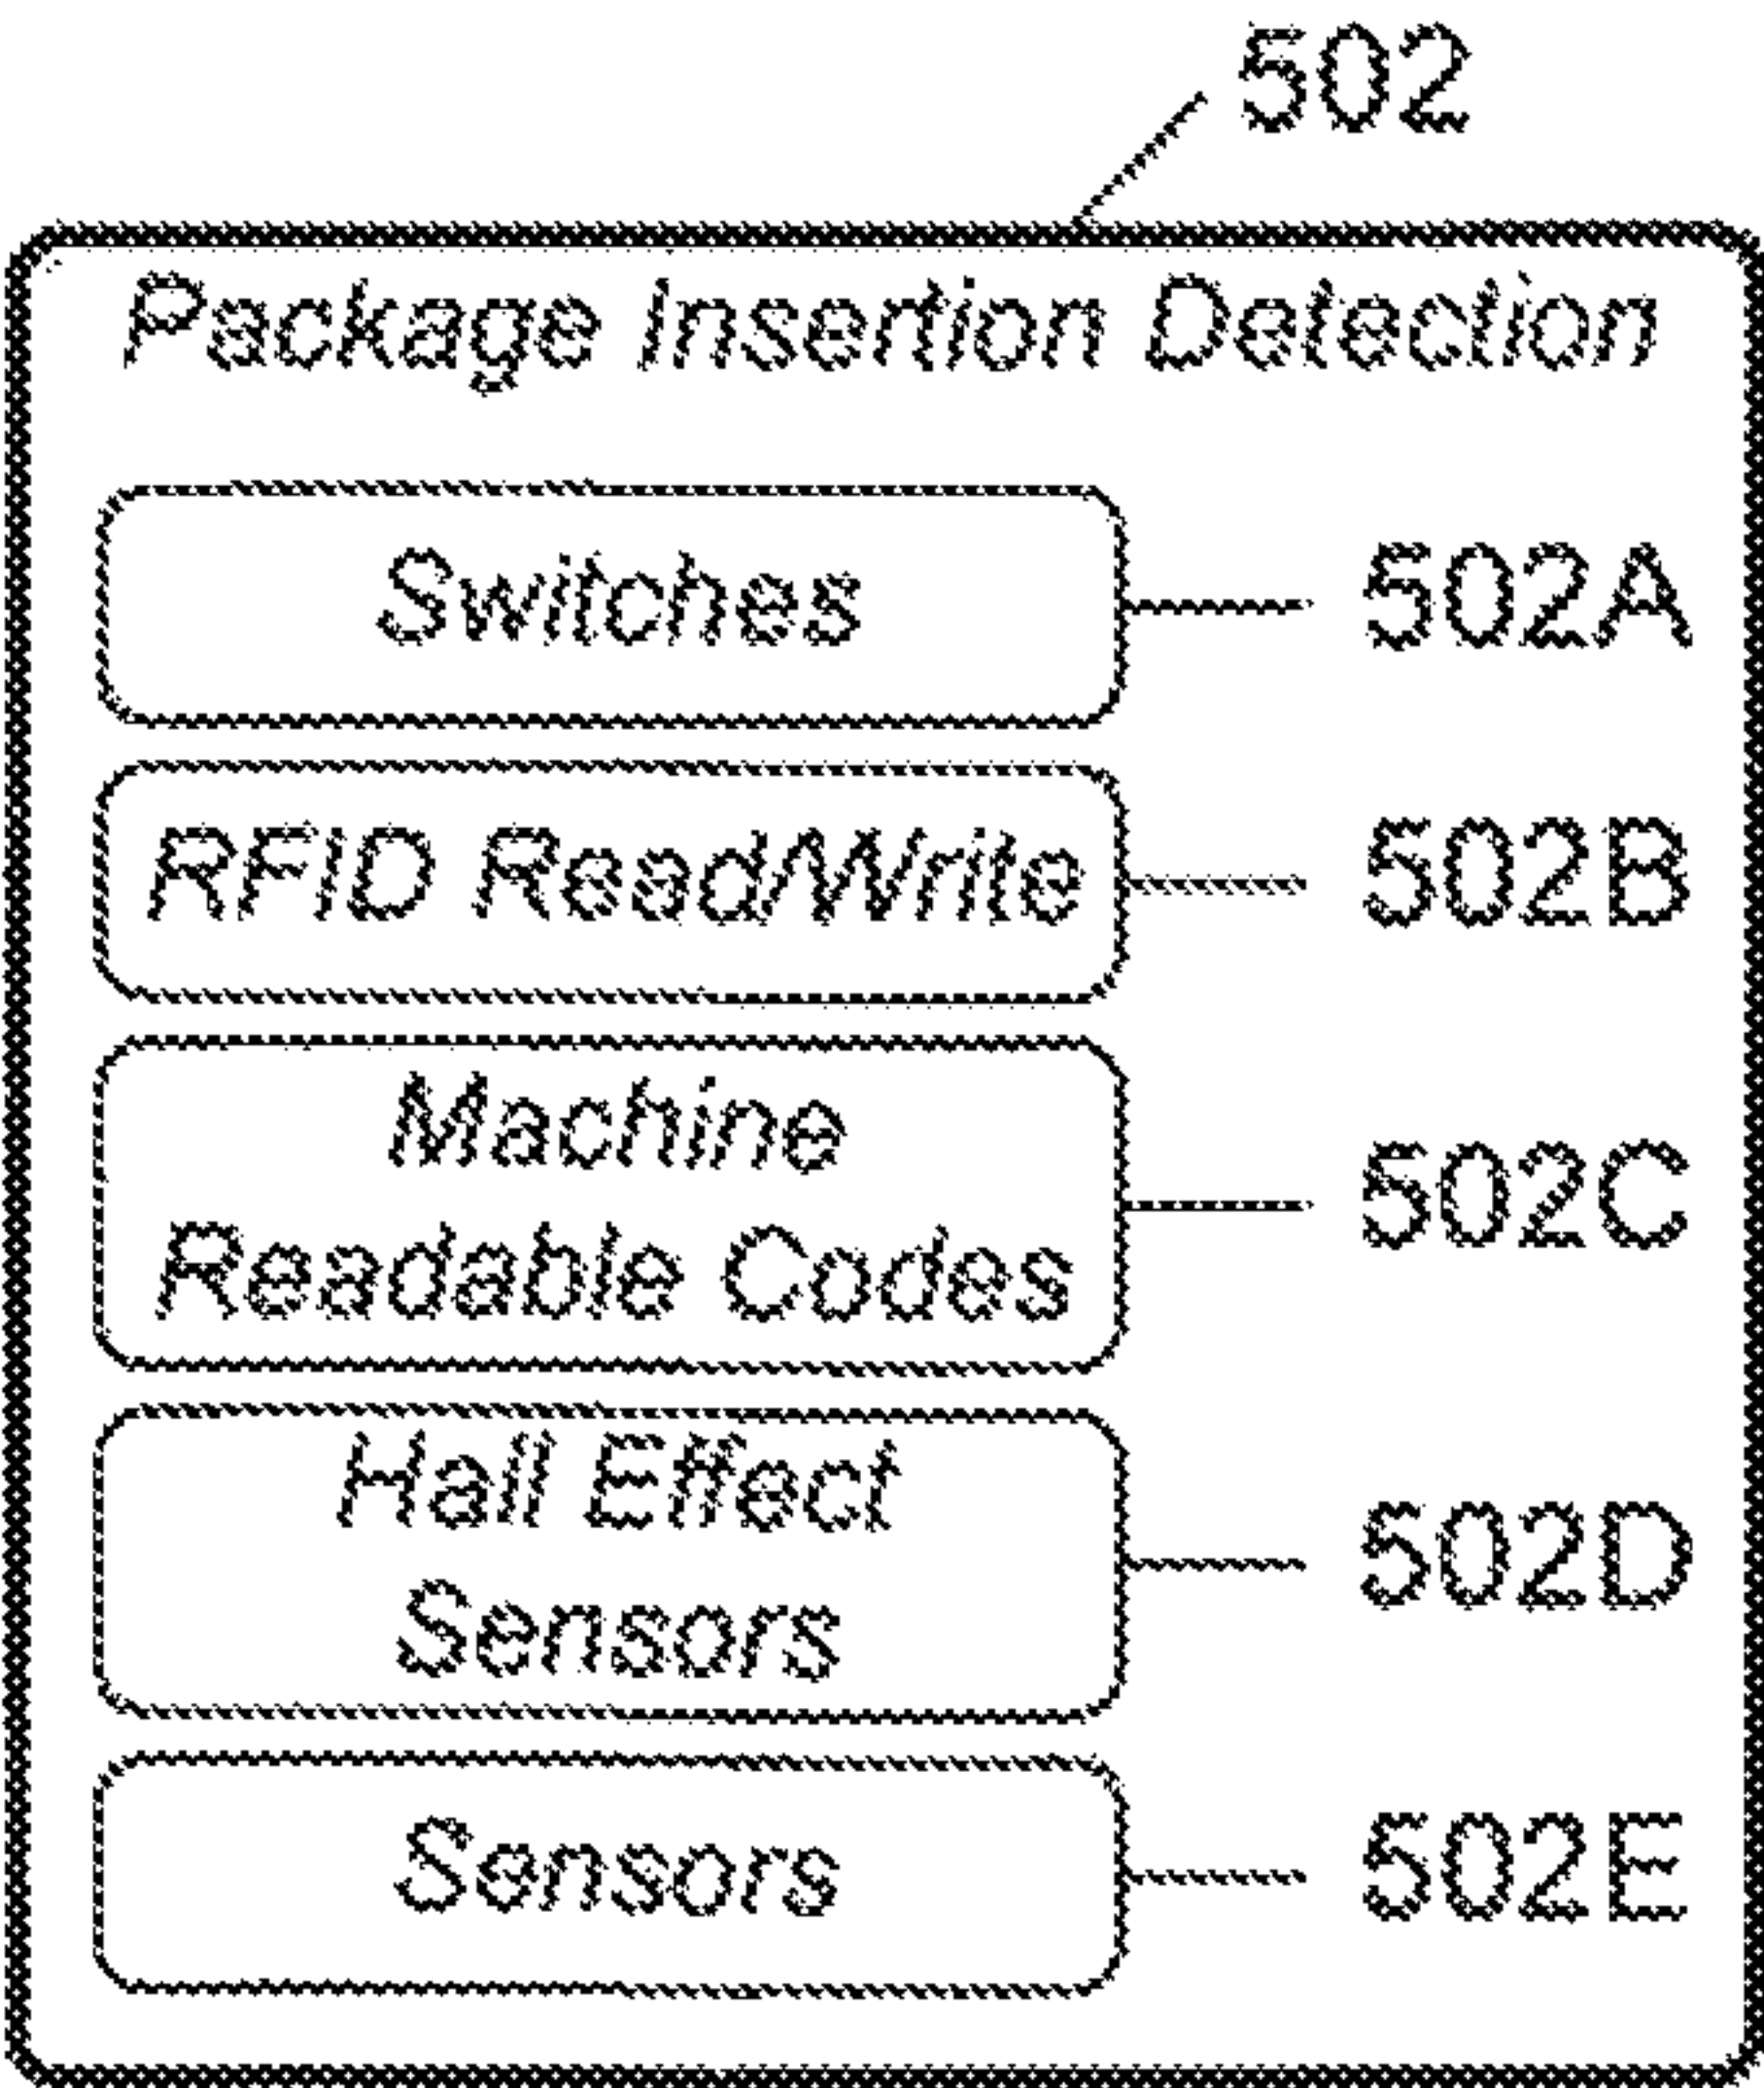 502
Package Insertion Detection
Switches 502A
RFID Read/Write 502B
Machine
Readable Codes 502C
Hall Effect
Sensors 502D
Sensors 502E